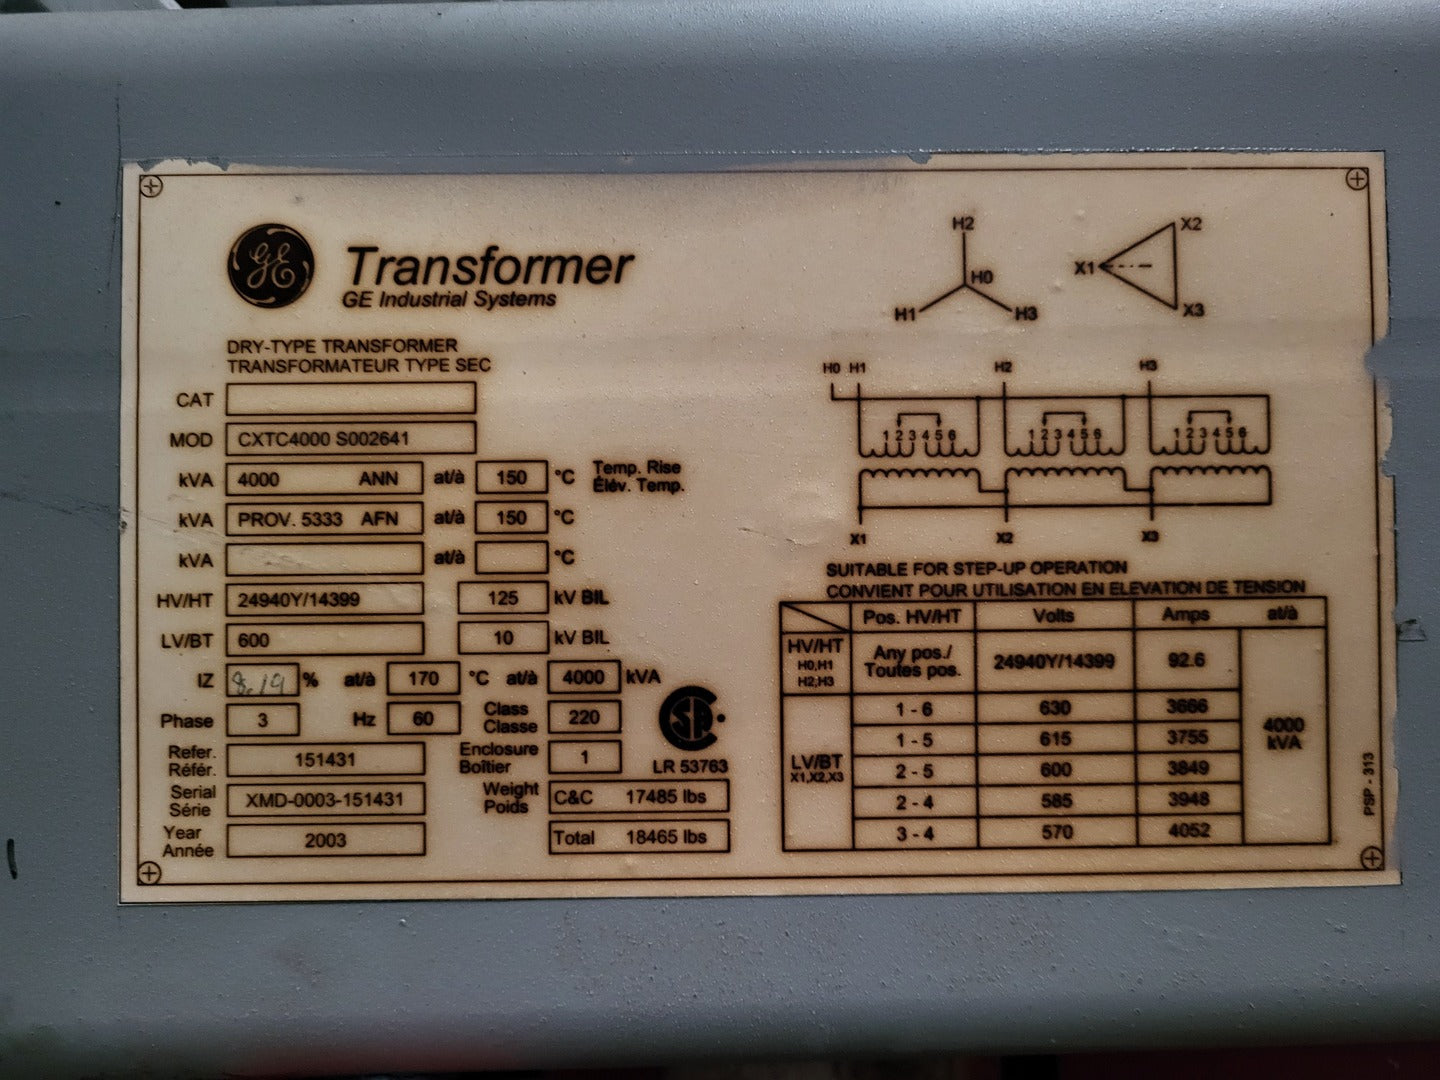 GE Transformer
GE Industrial Systems
DRY-TYPE TRANSFORMER
TRANSFORMATEUR TYPE SEC
CAT
MOD CXTC4000 S002641
kVA 4000 ANN at/à 150 °C Temp. Rise
Élév. Temp.
kVA PROV. 5333 AFN at/à 150 °C
kVA at/à °C
HV/HT 24940Y/14399 125 kV BIL
LV/BT 600 10 kV BIL
IZ 8.19 % at/à 170 °C at/à 4000 kVA
Phase 3 Hz 60 Class
Classe 220
Refer.
Référ. 151431 Enclosure
Boîtier 1
LR 53763
Serial
Série XMD-0003-151431 Weight
Poids C&C 17485 lbs
Year
Année 2003 Total 18465 lbs
H2
H0
H1 H3
X2
X1
X3
H0 H1 H2 H3
1 2 3 4 5 6 1 2 3 4 5 6 1 2 3 4 5 6
X1 X2 X3
SUITABLE FOR STEP-UP OPERATION
CONVIENT POUR UTILISATION EN ELEVATION DE TENSION
Pos. HV/HT Volts Amps at/à
HV/HT
H0,H1
H2,H3 Any pos./
Toutes pos. 24940Y/14399 92.6
LV/BT
X1,X2,X3 1 - 6 630 3666
1 - 5 615 3755
2 - 5 600 3849
2 - 4 585 3948
3 - 4 570 4052
4000
kVA
PSP - 313